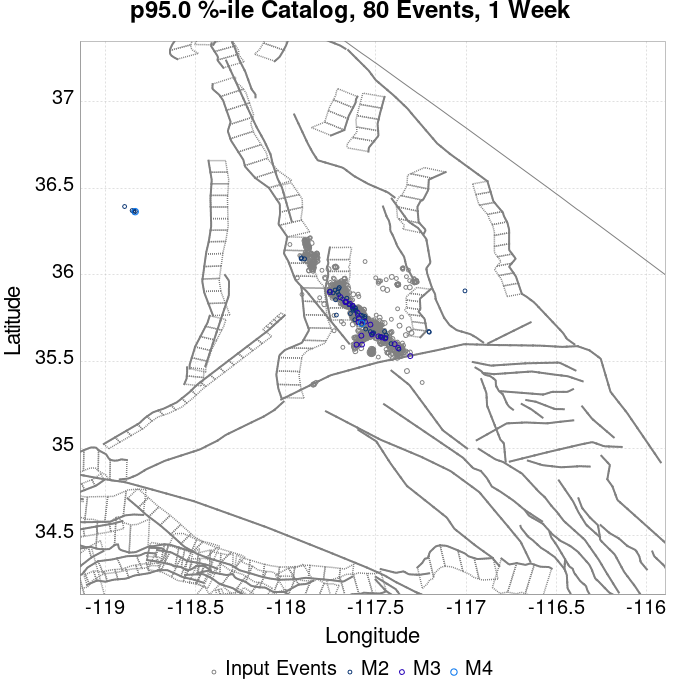 p95.0 %-ile Catalog, 80 Events, 1 Week
37
36.5
36
35.5
35
34.5
Latitude
-119 -118.5 -118 -117.5 -117 -116.5 -116
Longitude
Input Events M2 M3 M4